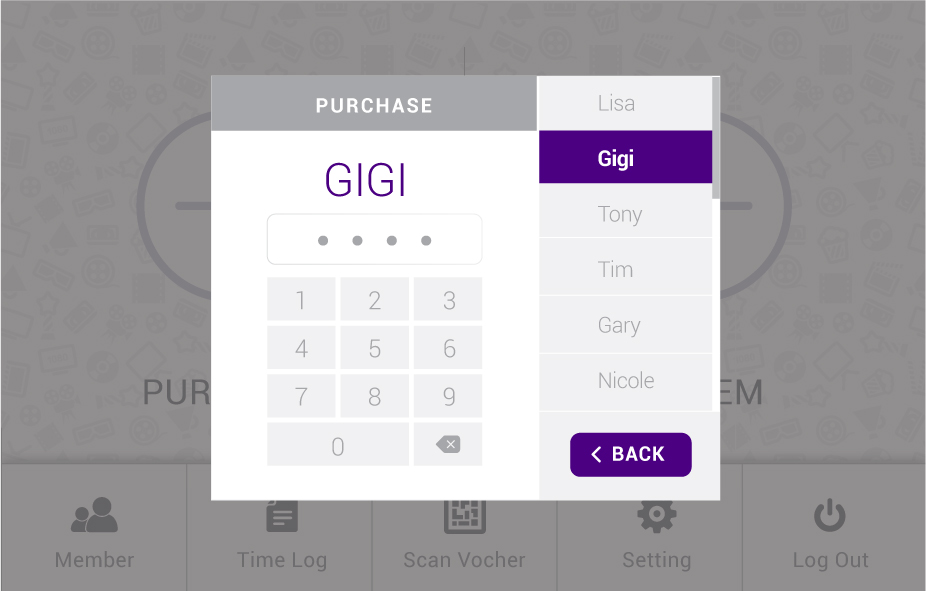 PURCHASE
GIGI
1 2 3
4 5 6
7 8 9
0
Lisa
Gigi
Tony
Tim
Gary
Nicole
BACK
PUR
EM
Member
Time Log
Scan Vocher
Setting
Log Out